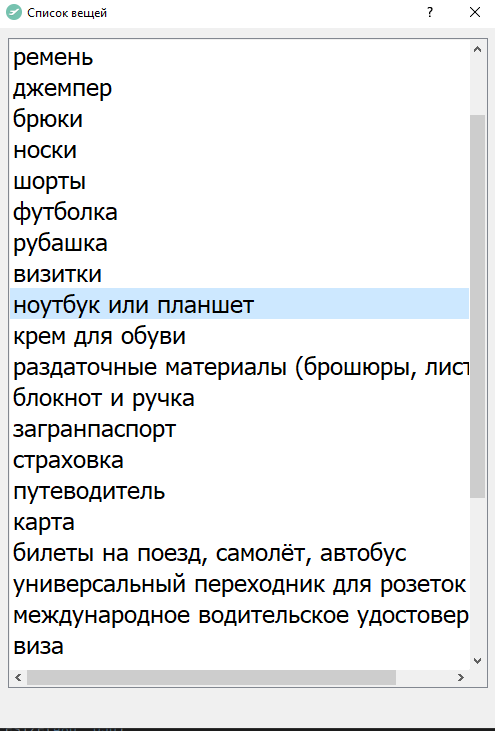 Список вещей
ремень
джемпер
брюки
носки
шорты
футболка
рубашка
визитки
ноутбук или планшет
крем для обуви
раздаточные материалы (брошюры, лист
блокнот и ручка
загранпаспорт
страховка
путеводитель
карта
билеты на поезд, самолёт, автобус
универсальный переходник для розеток
международное водительское удостовер
виза